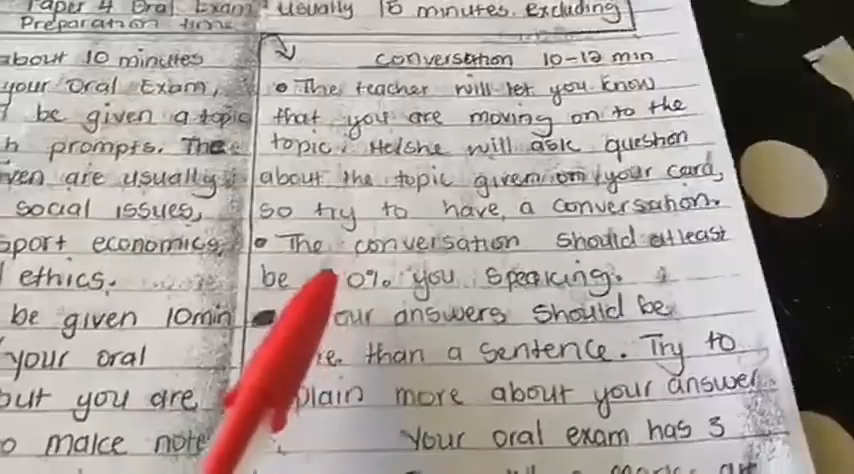 Paper 4 Oral Exam usually 15 minutes. excluding
Preparation time
about 10 minutes
your Oral Exam,
be given a topic
prompts. The
are usually
social issues,
sport economics,
ethics.
be given 10min
your oral
but you are
make note
conversation 10-12 min
• The teacher will let you know
that you are moving on to the
topic. He/she will ask question
about the topic given on your card,
so try to have a conversation.
• The conversation should atleast
be 0% you speaking.
our answers should be
than a sentence. Try to
plain more about your answer
Your oral exam has 3